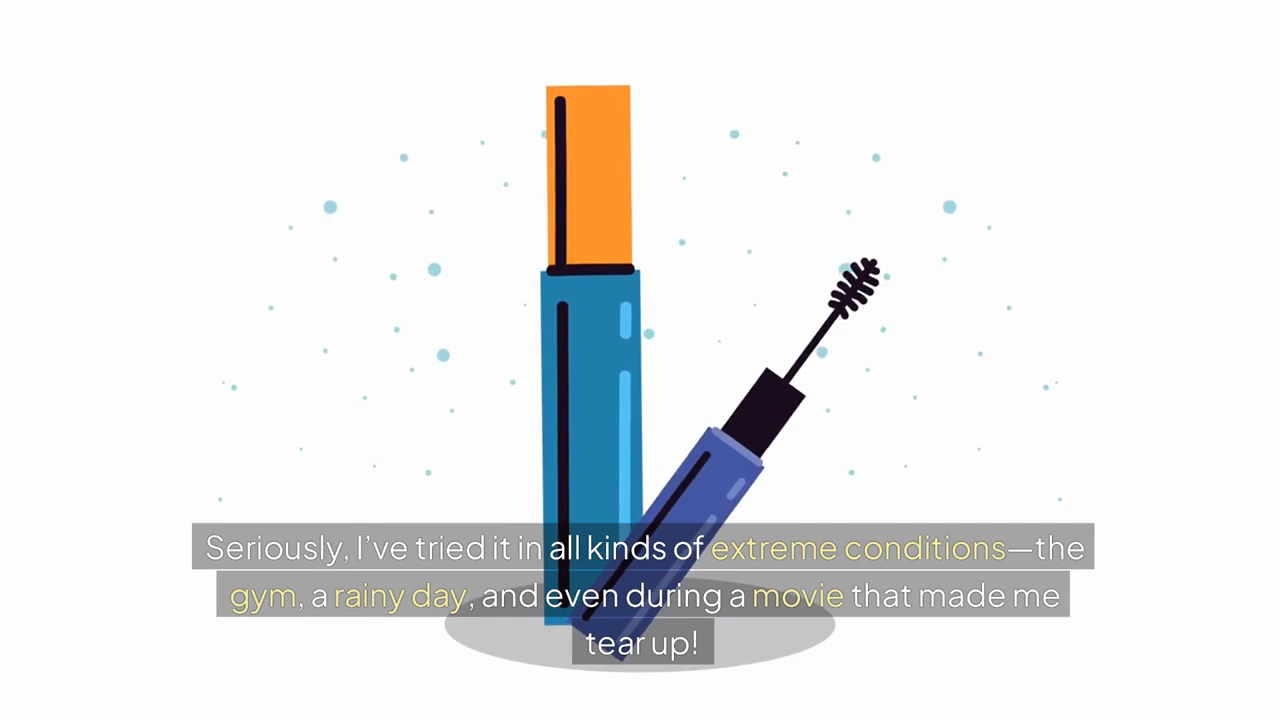 Seriously, I’ve tried it in all kinds of extreme conditions—the
gym, a rainy day, and even during a movie that made me
tear up!